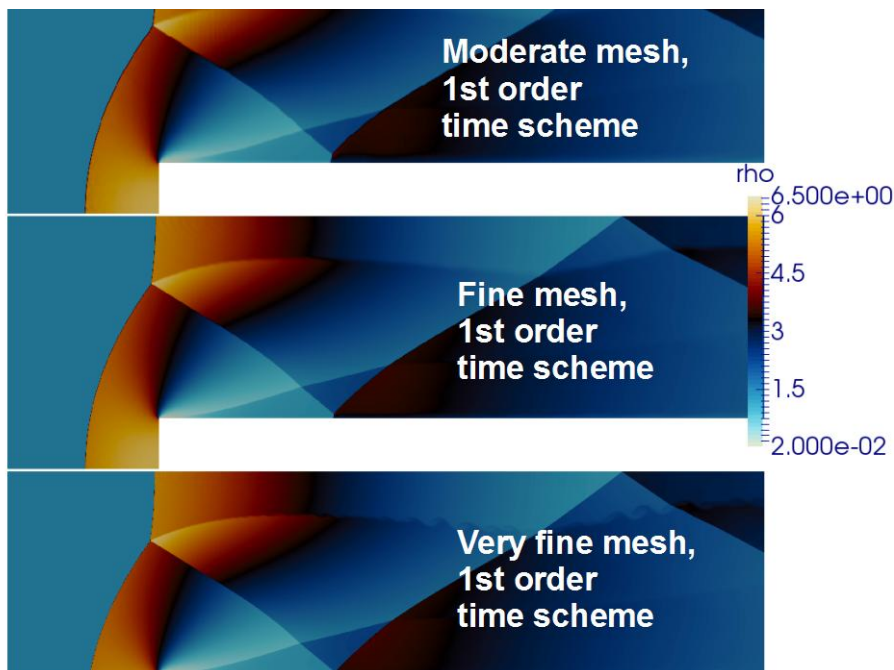 Moderate mesh,
1st order
time scheme
rho
6.500e+00
6
4.5
3
1.5
2.000e-02
Fine mesh,
1st order
time scheme
Very fine mesh,
1st order
time scheme